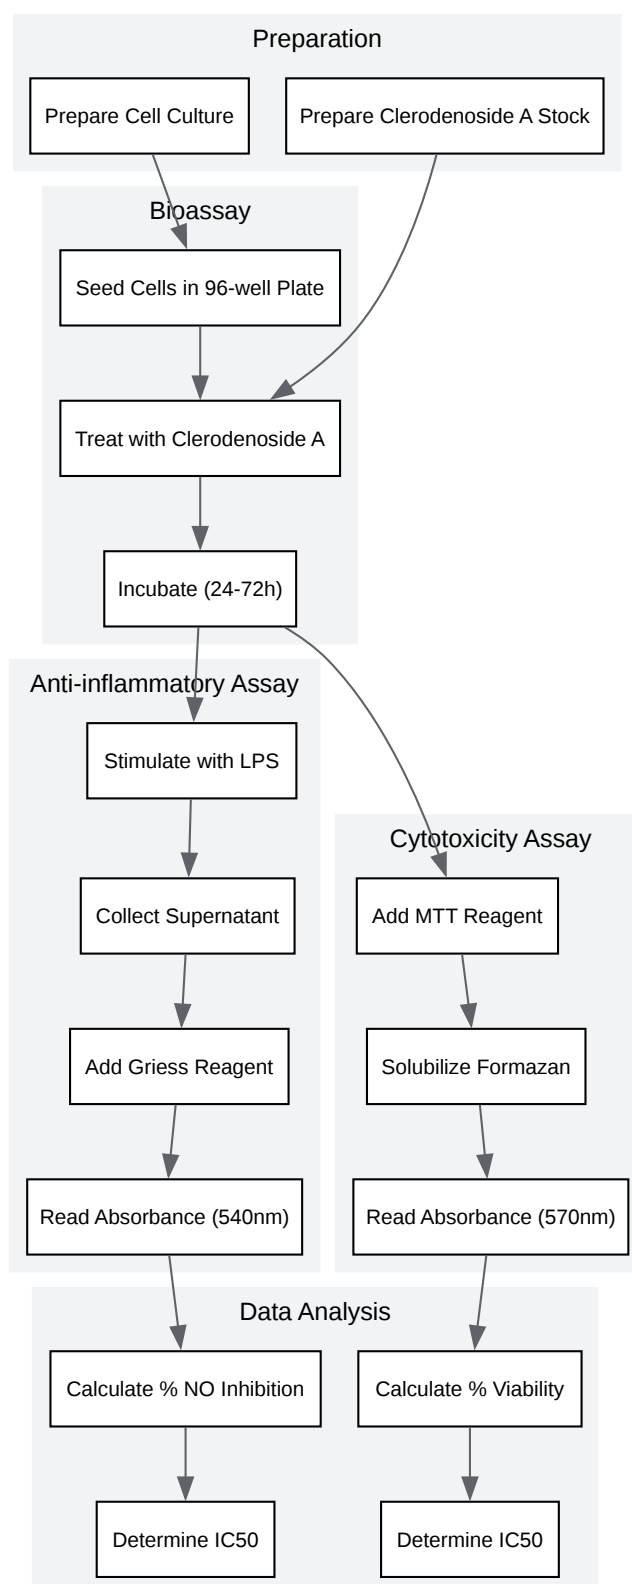 Preparation
Prepare Cell Culture
Prepare Clerodenoside A Stock
Bioassay
Seed Cells in 96-well Plate
Treat with Clerodenoside A
Incubate (24-72h)
Anti-inflammatory Assay
Stimulate with LPS
Collect Supernatant
Add Griess Reagent
Read Absorbance (540nm)
Cytotoxicity Assay
Add MTT Reagent
Solubilize Formazan
Read Absorbance (570nm)
Data Analysis
Calculate % NO Inhibition
Calculate % Viability
Determine IC50
Determine IC50